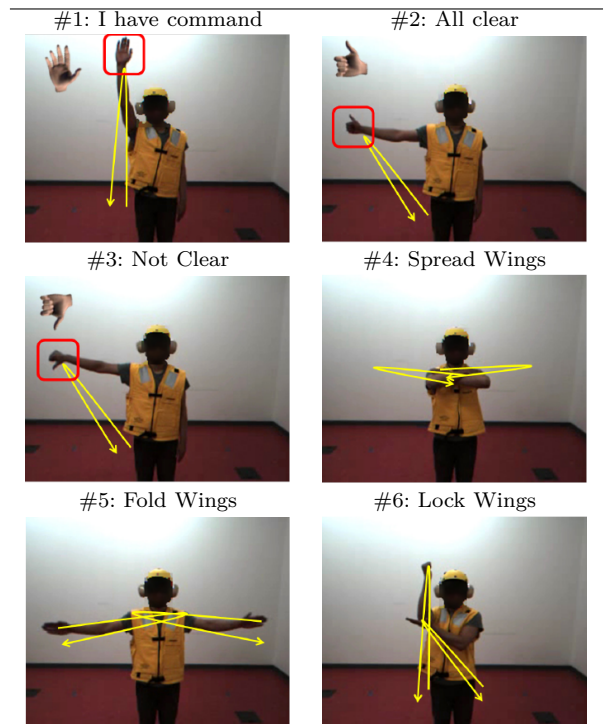 #1: I have command
#2: All clear
#3: Not Clear
#4: Spread Wings
#5: Fold Wings
#6: Lock Wings